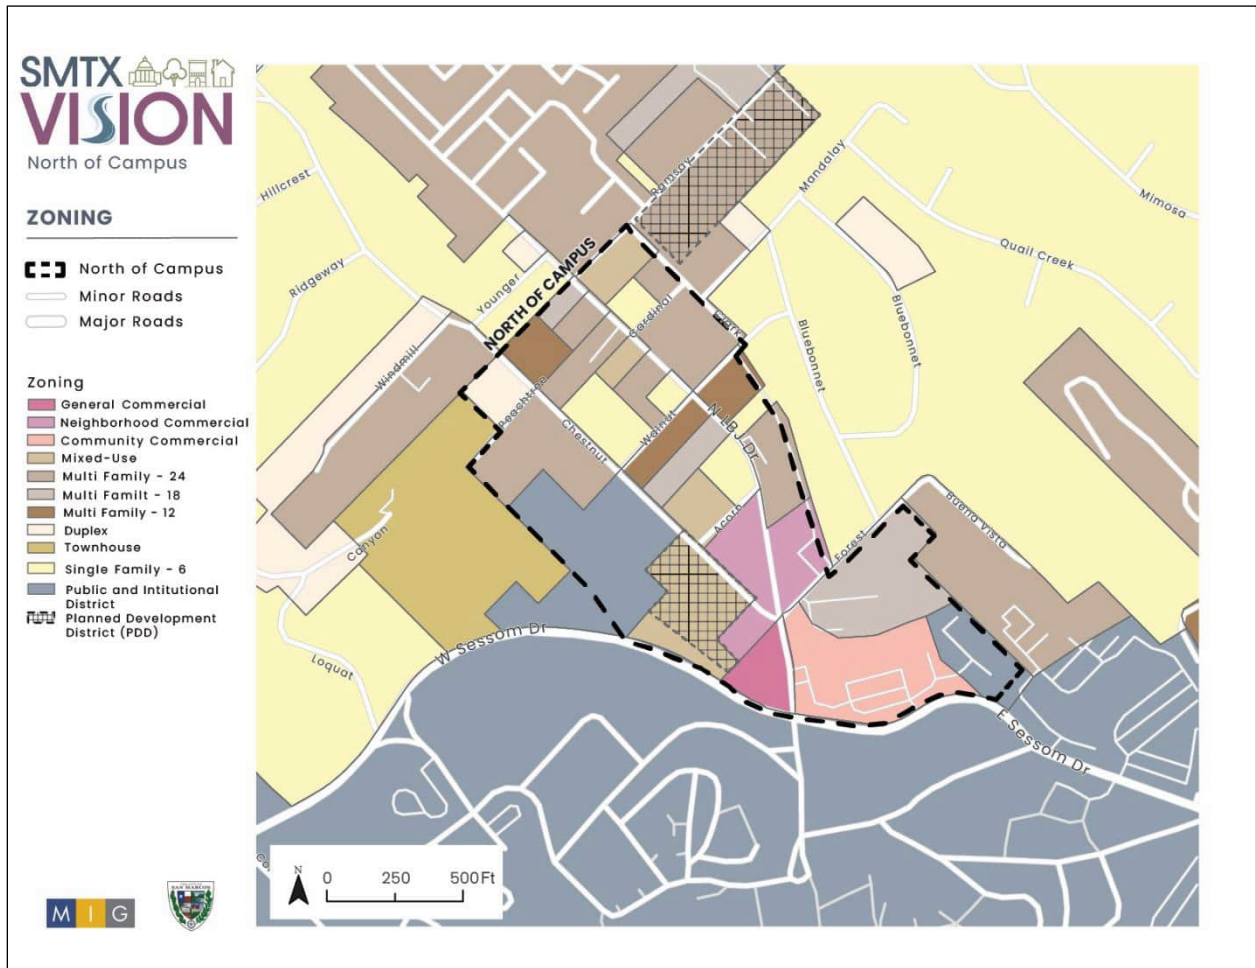 SMTX
VISION
North of Campus
ZONING
North of Campus
Minor Roads
Major Roads
Zoning
General Commercial
Neighborhood Commercial
Community Commercial
Mixed-Use
Multi Family - 24
Multi Familt - 18
Multi Family - 12
Duplex
Townhouse
Single Family - 6
Public and Intitutional
District
Planned Development
District (PDD)
M I G
SAN MARCOS
Hillcrest
Ridgeway
Younger
NORTH OF CAMPUS
Windmill
Peachtree
Chestnut
Canyon
Loquat
W Sessom Dr
Ramsay
Mandalay
Mimosa
Quail Creek
Bluebonnet
Bluebonnet
Cardinal
Clark
Walnut
N LBJ Dr
Acorn
Forest
Buena Vista
E Sessom Dr
N
0 250 500 Ft